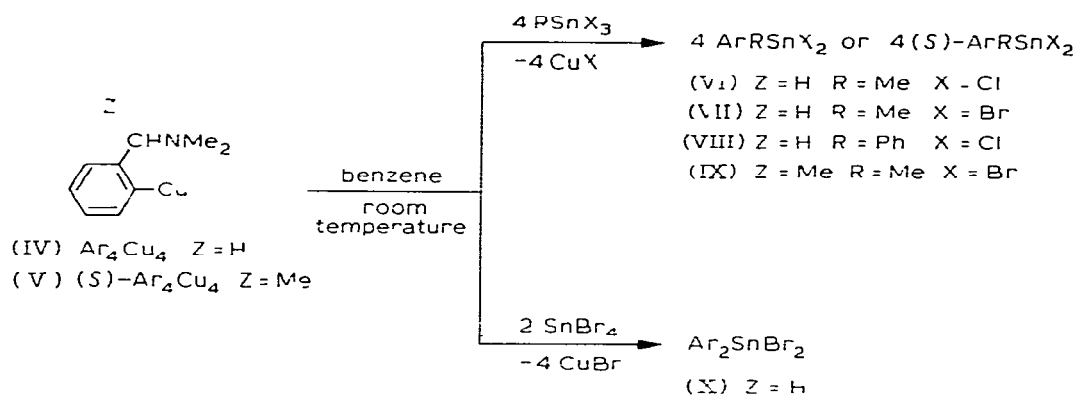 4 RSnX3
-4 CuX
4 ArRSnX2 or 4(S)-ArRSnX2
(VI) Z = H R = Me X - Cl
(VII) Z = H R = Me X = Br
(VIII) Z = H R = Ph X = Cl
(IX) Z = Me R = Me X = Br
Z
CHNMe2
Cu
benzene
room
temperature
(IV) Ar4Cu4 Z = H
(V) (S)-Ar4Cu4 Z = Me
2 SnBr4
-4 CuBr
Ar2SnBr2
(X) Z = H